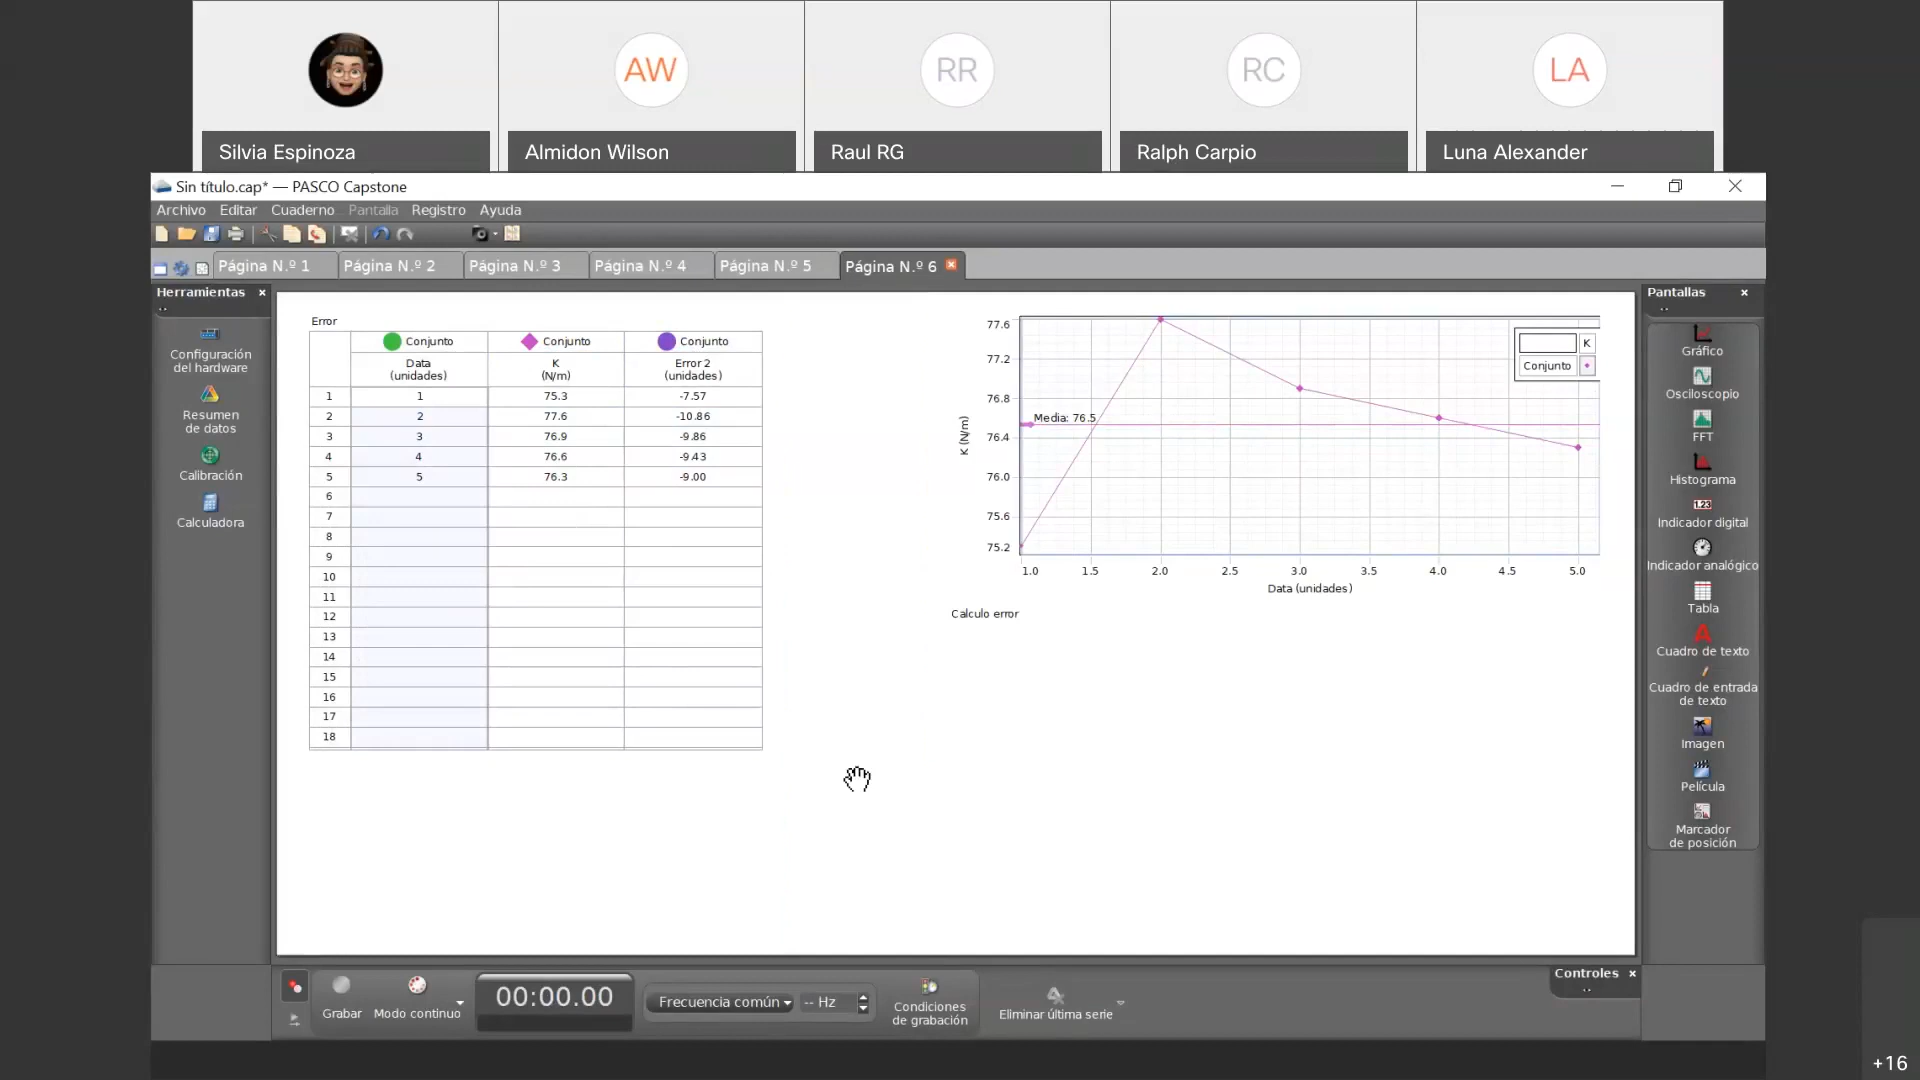 AW
RR
RC
LA
Silvia Espinoza
Almidon Wilson
Raul RG
Ralph Carpio
Luna Alexander
Sin título.cap* — PASCO Capstone
Archivo Editar Cuaderno Pantalla Registro Ayuda
Página N.º 1
Página N.º 2
Página N.º 3
Página N.º 4
Página N.º 5
Página N.º 6
Herramientas
Configuración
del hardware
Resumen
de datos
Calibración
Calculadora
Error
Conjunto Conjunto Conjunto
Data K Error 2
(unidades) (N/m) (unidades)
1 1 75.3 -7.57
2 2 77.6 -10.86
3 3 76.9 -9.86
4 4 76.6 -9.43
5 5 76.3 -9.00
6
7
8
9
10
11
12
13
14
15
16
17
18
77.6
77.2
76.8
76.4
76.0
75.6
75.2
K (N/m)
Media: 76.5
K
Conjunto
1.0 1.5 2.0 2.5 3.0 3.5 4.0 4.5 5.0
Data (unidades)
Calculo error
Pantallas
Gráfico
Osciloscopio
FFT
Histograma
1.23
Indicador digital
Indicador analógico
Tabla
A
Cuadro de texto
Cuadro de entrada
de texto
Imagen
Película
Marcador
de posición
Grabar
Modo continuo
00:00.00
Frecuencia común
-- Hz
Condiciones
de grabación
Eliminar última serie
Controles
+16